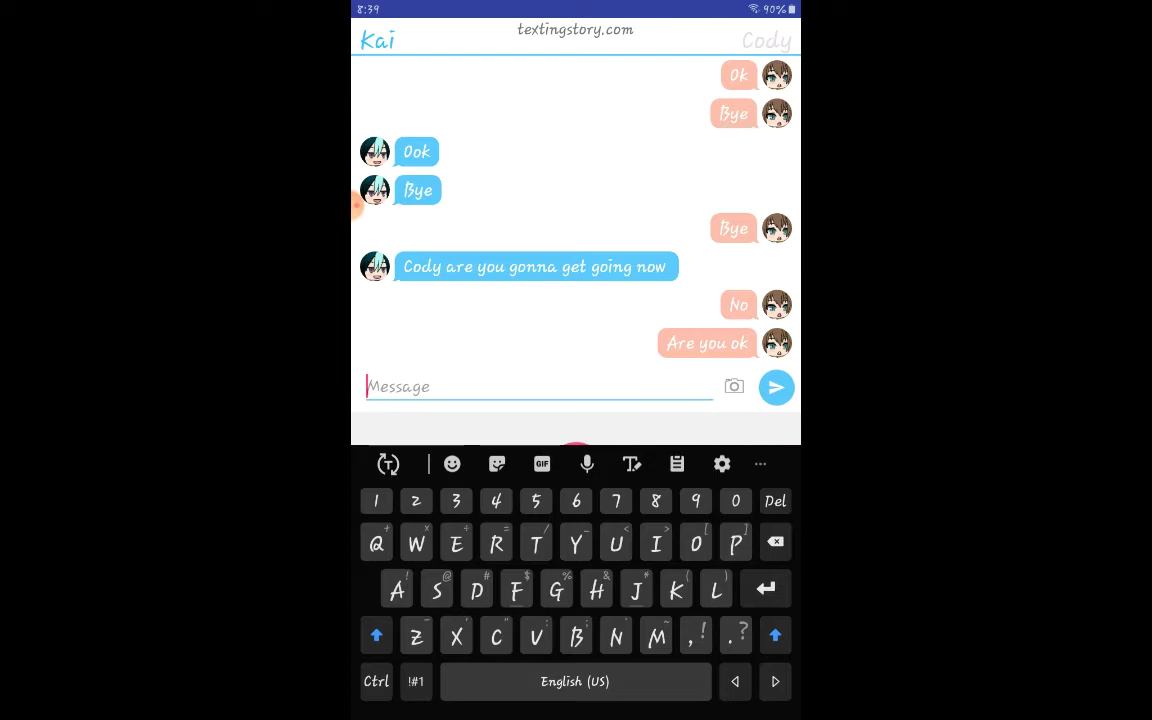 8:39 90%
textingstory.com
Kai Cody
Ok
Bye
Ook
Bye
Bye
Cody are you gonna get going now
No
Are you ok
Message
T GIF T
1 2 3 4 5 6 7 8 9 0 Del
+ × ÷ = / _ < > [ ]
Q W E R T Y U I O P
! @ # $ % & * ( )
A S D F G H J K L
- ' " : ; , ~ ! ?
Z X C V B N M , .
Ctrl !#1 English (US)